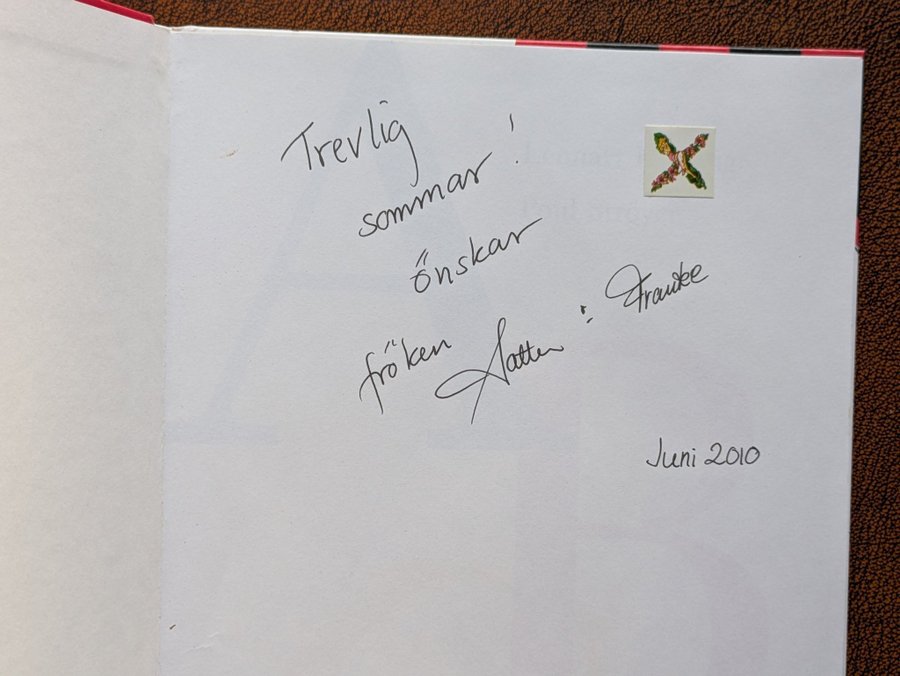 Trevlig
sommar!
önskar
fröken
Juni 2010